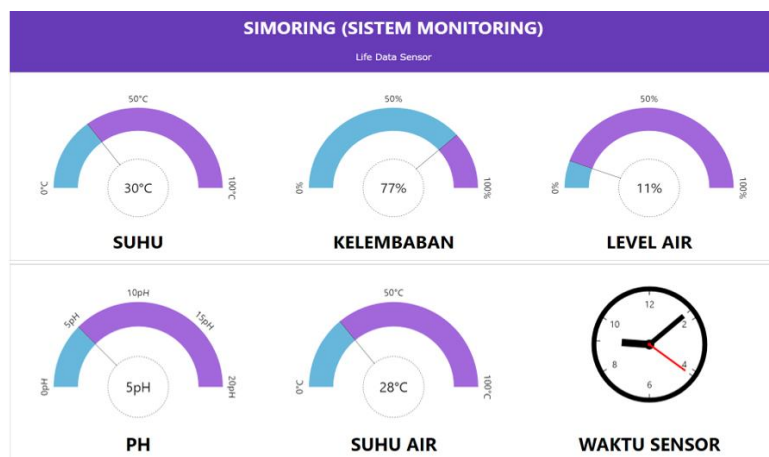 SIMORING (SISTEM MONITORING)
Life Data Sensor
50°C
0°C
30°C
100°C
SUHU
50%
0%
77%
100%
KELEMBABAN
50%
0%
11%
100%
LEVEL AIR
10pH
5pH
15pH
0pH
5pH
20pH
PH
50°C
0°C
28°C
100°C
SUHU AIR
12
10
2
8
4
6
WAKTU SENSOR